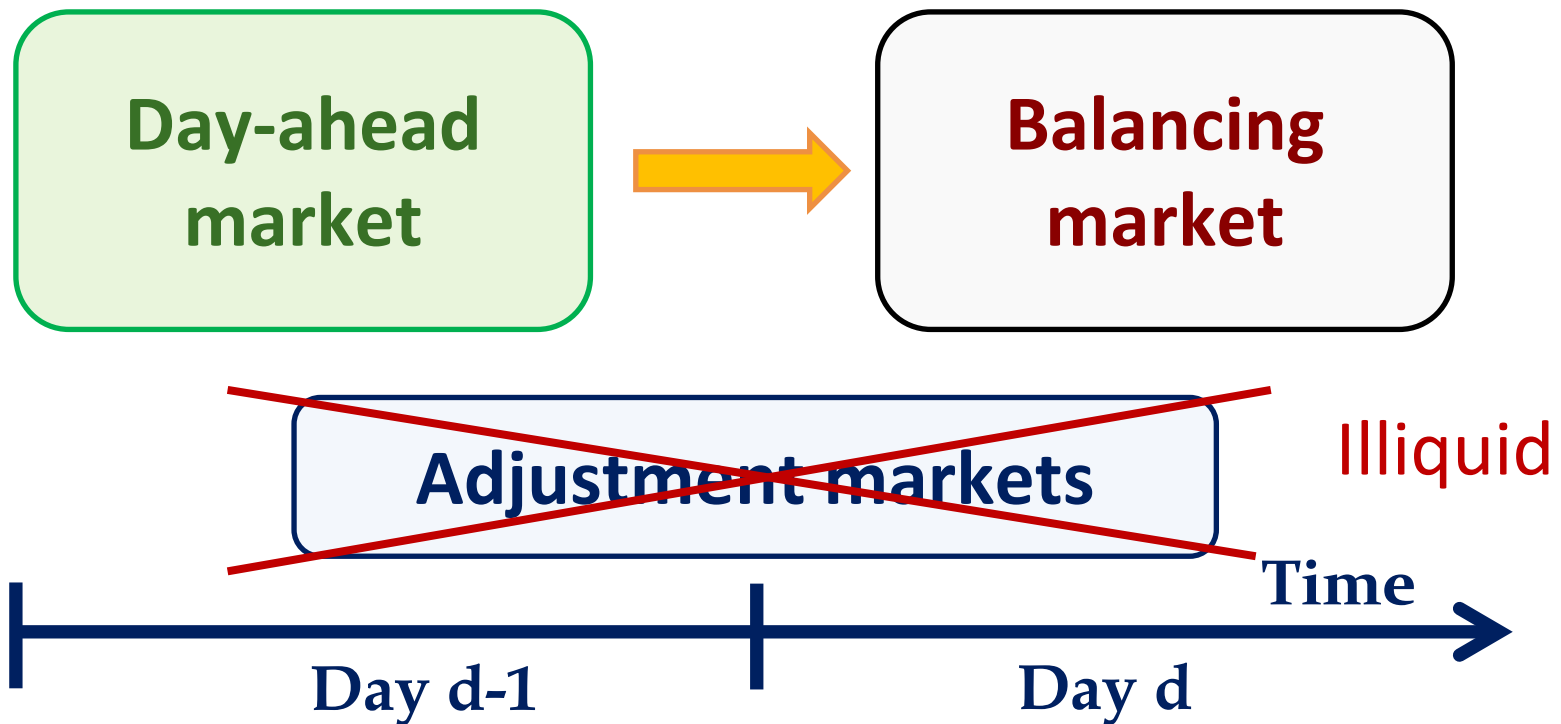 Day-ahead
market
Balancing
market
Adjustment markets
Illiquid
Time
Day d-1
Day d